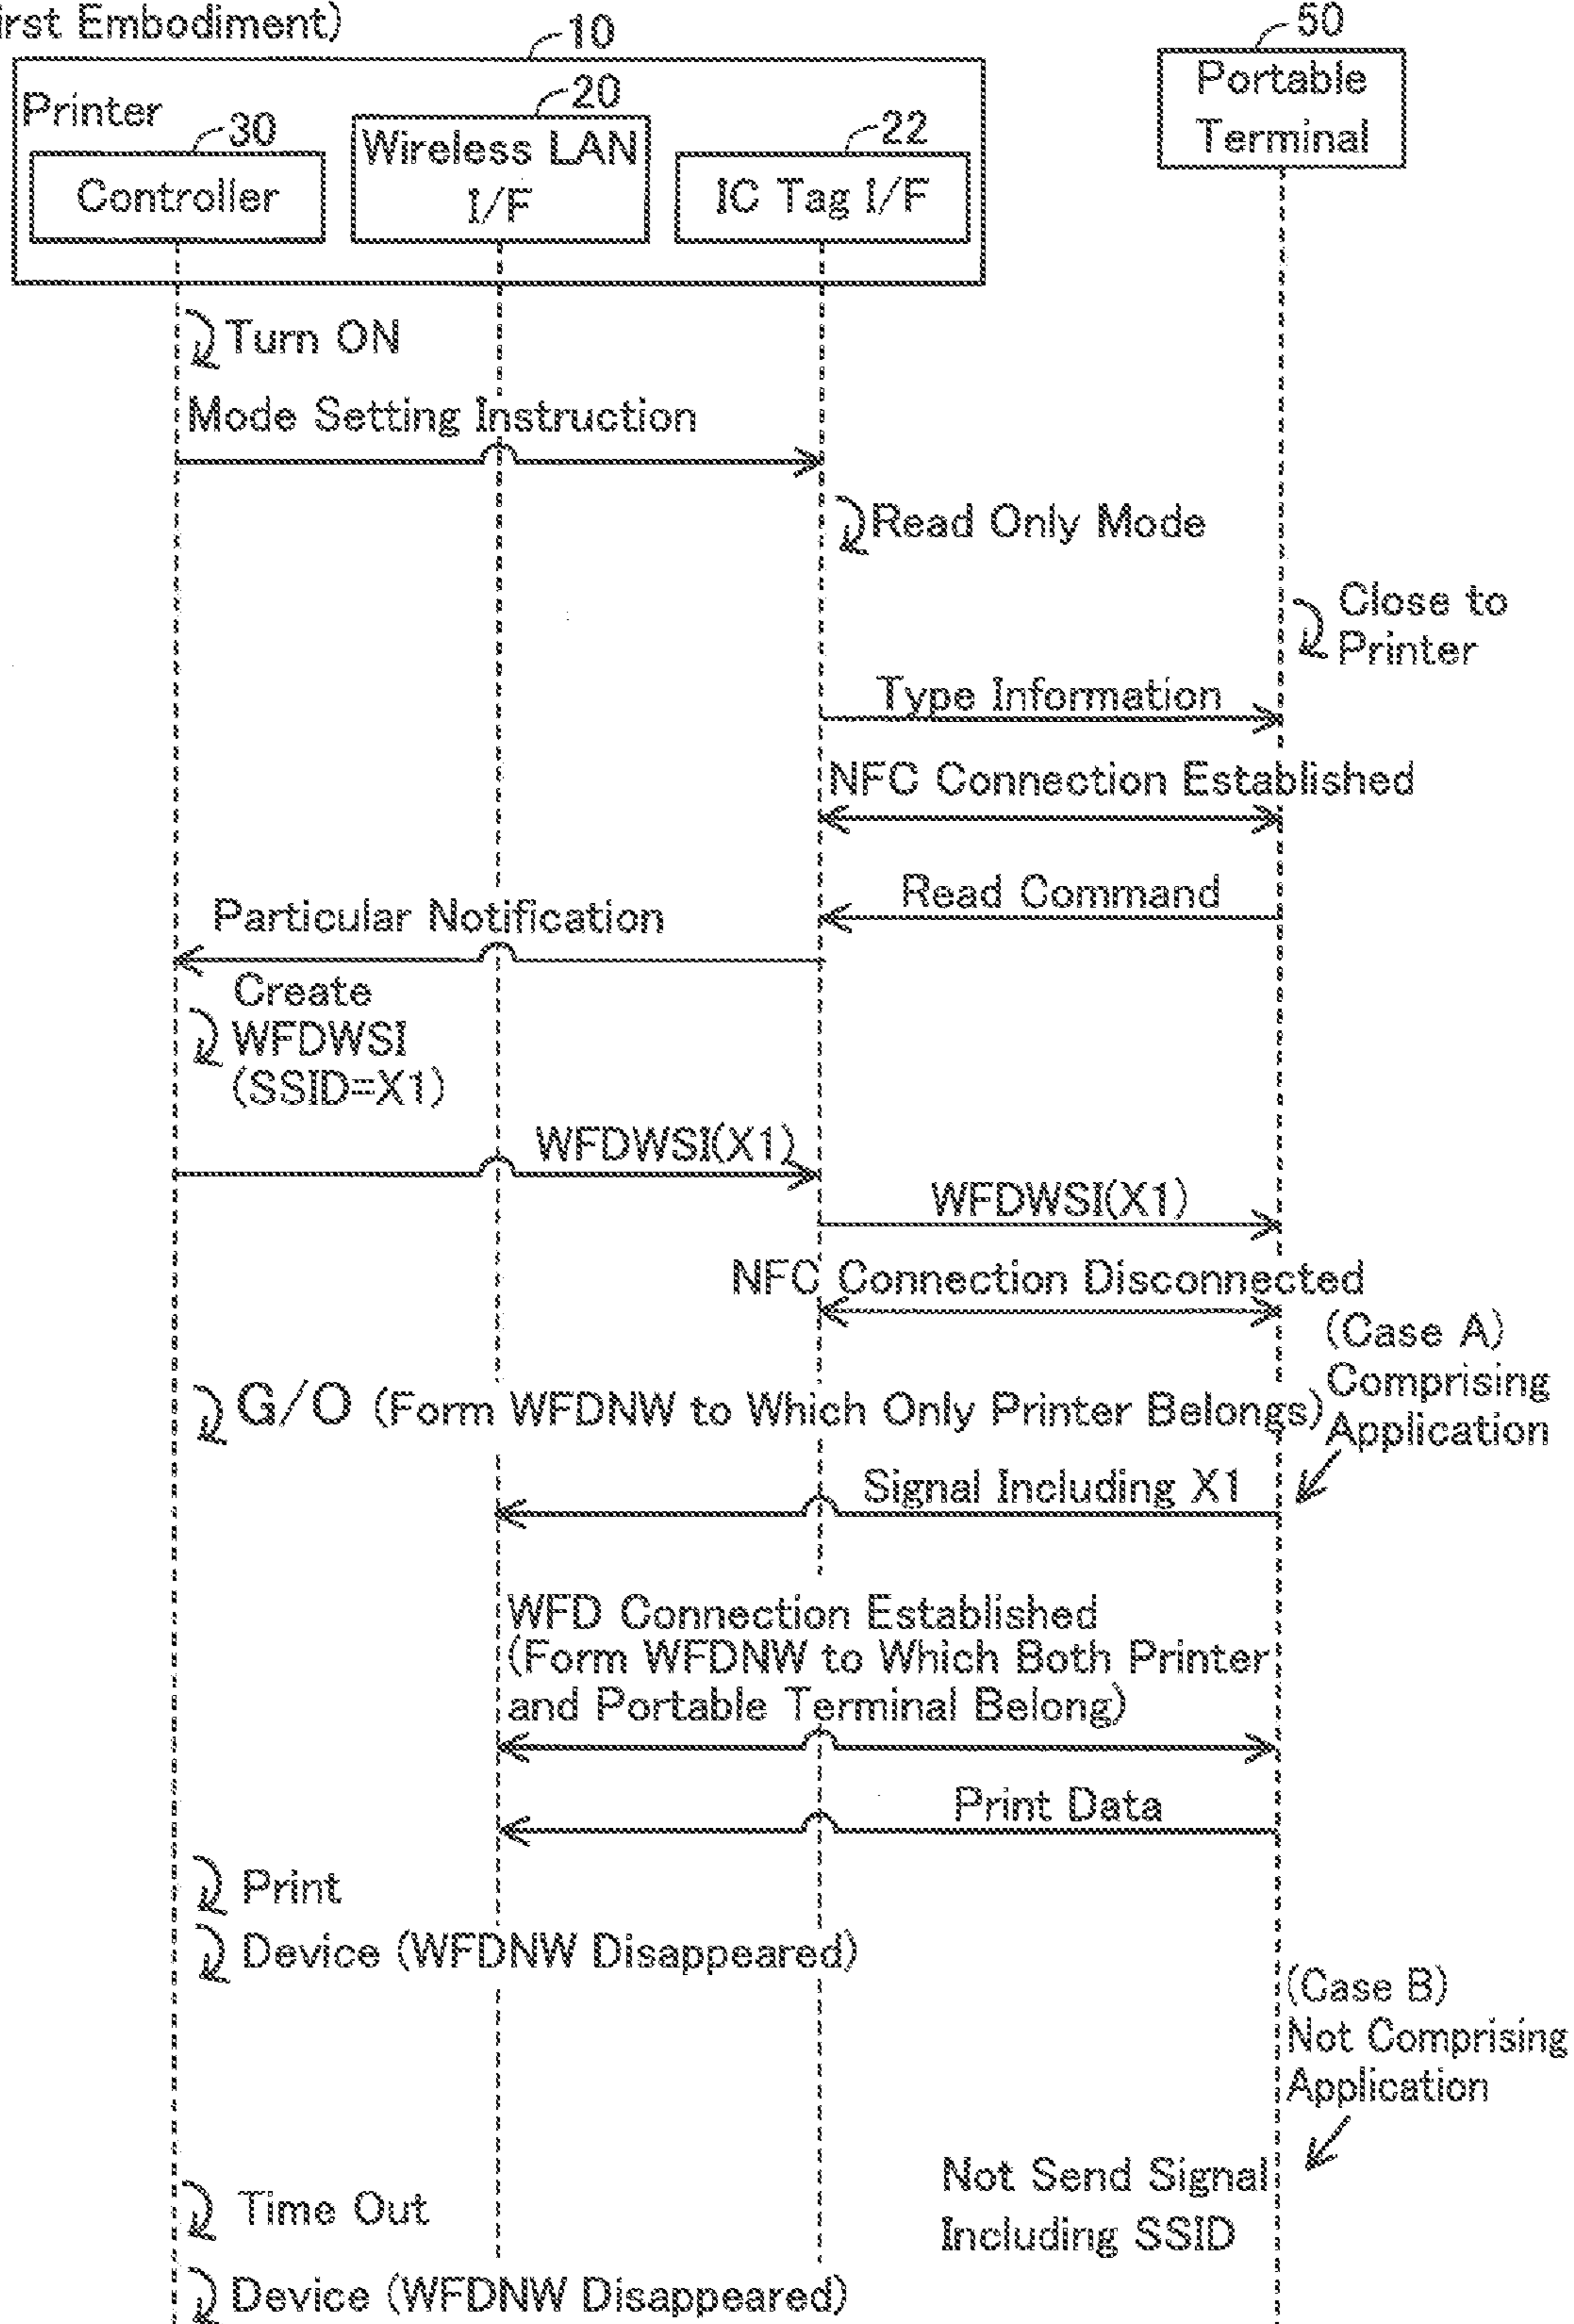 irst Embodiment)
10
50
Printer
20
Portable
Terminal
30
22
Controller
Wireless LAN
I/F
IC Tag I/F
Turn ON
Mode Setting Instruction
Read Only Mode
Close to
Printer
Type Information
NFC Connection Established
Read Command
Particular Notification
Create
WFDWSI
(SSID=X1)
WFDWSI(X1)
WFDWSI(X1)
NFC Connection Disconnected
(Case A)
Comprising
Application
G/O (Form WFDNW to Which Only Printer Belongs)
Signal Including X1
WFD Connection Established
(Form WFDNW to Which Both Printer
and Portable Terminal Belong)
Print Data
Print
Device (WFDNW Disappeared)
(Case B)
Not Comprising
Application
Not Send Signal
Including SSID
Time Out
Device (WFDNW Disappeared)